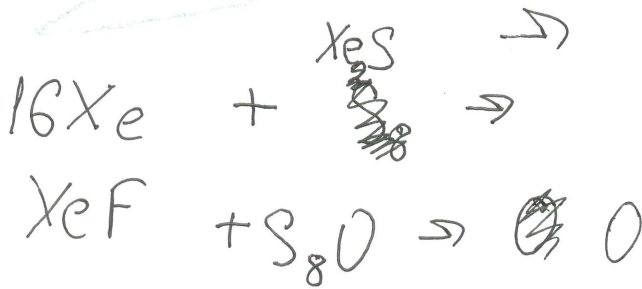 XeS →
16Xe + →
XeF + S₈O → O